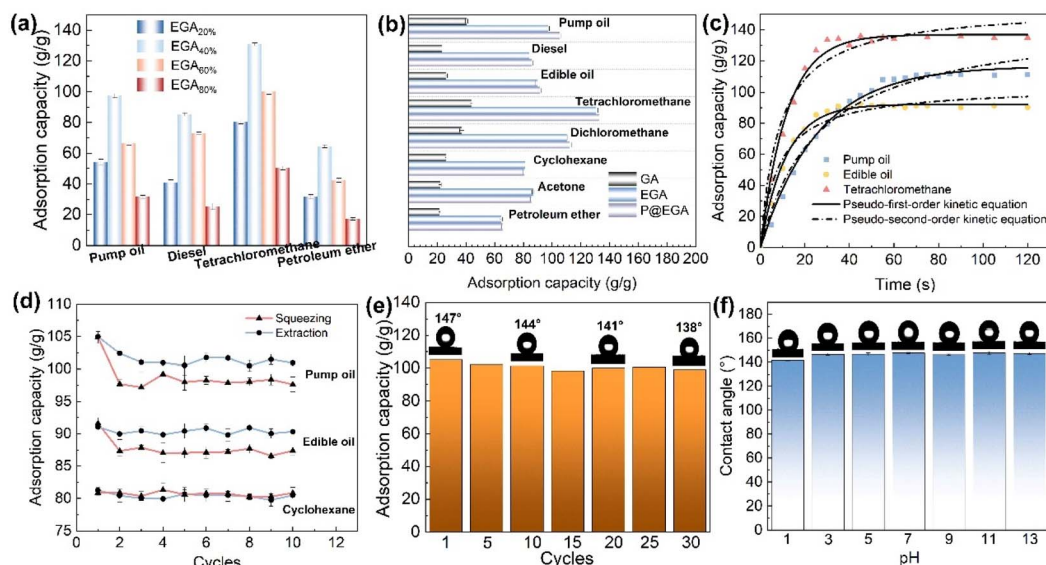 (a)
EGA20%
EGA40%
EGA60%
EGA80%
Adsorption capacity (g/g)
140
120
100
80
60
40
20
0
Pump oil
Diesel
Tetrachloromethane
Petroleum ether
(b)
Pump oil
Diesel
Edible oil
Tetrachloromethane
Dichloromethane
Cyclohexane
Acetone
Petroleum ether
GA
EGA
P@EGA
0 20 40 60 80 100 120 140 160 180 200
Adsorption capacity (g/g)
(c)
Adsorption capacity (g/g)
160
140
120
100
80
60
40
20
0
Pump oil
Edible oil
Tetrachloromethane
Pseudo-first-order kinetic equation
Pseudo-second-order kinetic equation
0 20 40 60 80 100 120
Time (s)
(d)
Adsorption capacity (g/g)
110
105
100
95
90
85
80
75
Squeezing
Extraction
Pump oil
Edible oil
Cyclohexane
0 2 4 6 8 10 12
Cycles
(e)
Adsorption capacity (g/g)
140
120
100
80
60
40
20
0
147° 144° 141° 138°
1 5 10 15 20 25 30
Cycles
(f)
Contact angle (°)
180
160
140
120
100
80
60
40
20
0
1 3 5 7 9 11 13
pH